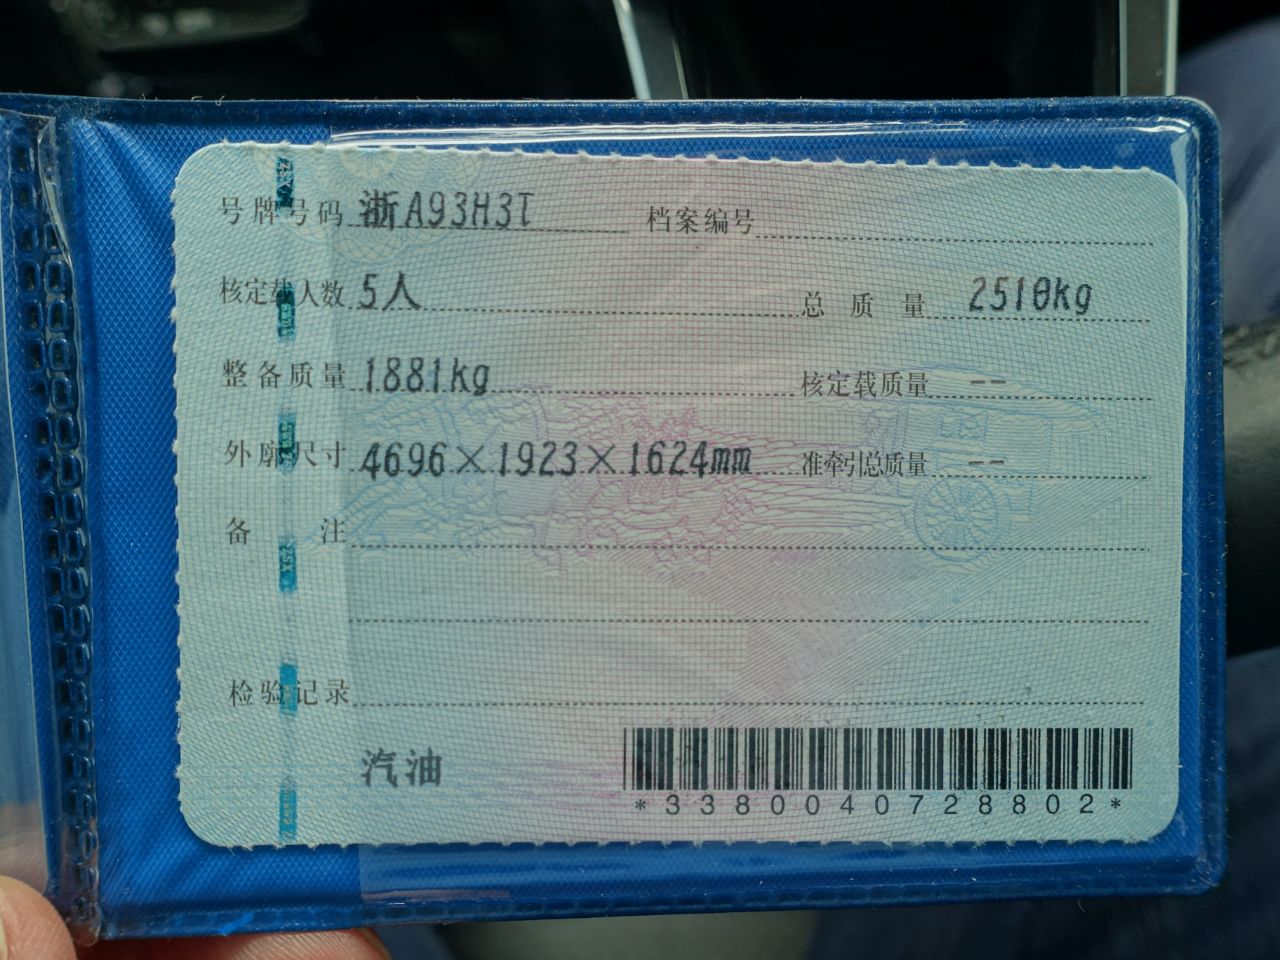 号牌号码 浙A93H3T 档案编号
核定载人数 5人 总质量 2510kg
整备质量 1881kg 核定载质量 --
外廓尺寸 4696×1923×1624mm 准牵引总质量 --
备注
检验记录
汽油
*3380040728802*